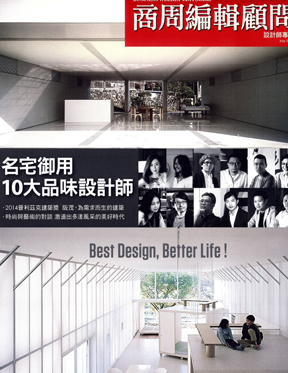 商周編輯顧問
設計師專
名宅御用
10大品味設計師
·2014普利茲克建築獎 阪茂·為需求而生的建築
·時尚與藝術的對談 激盪出多漾風采的美好時代
Best Design, Better Life !